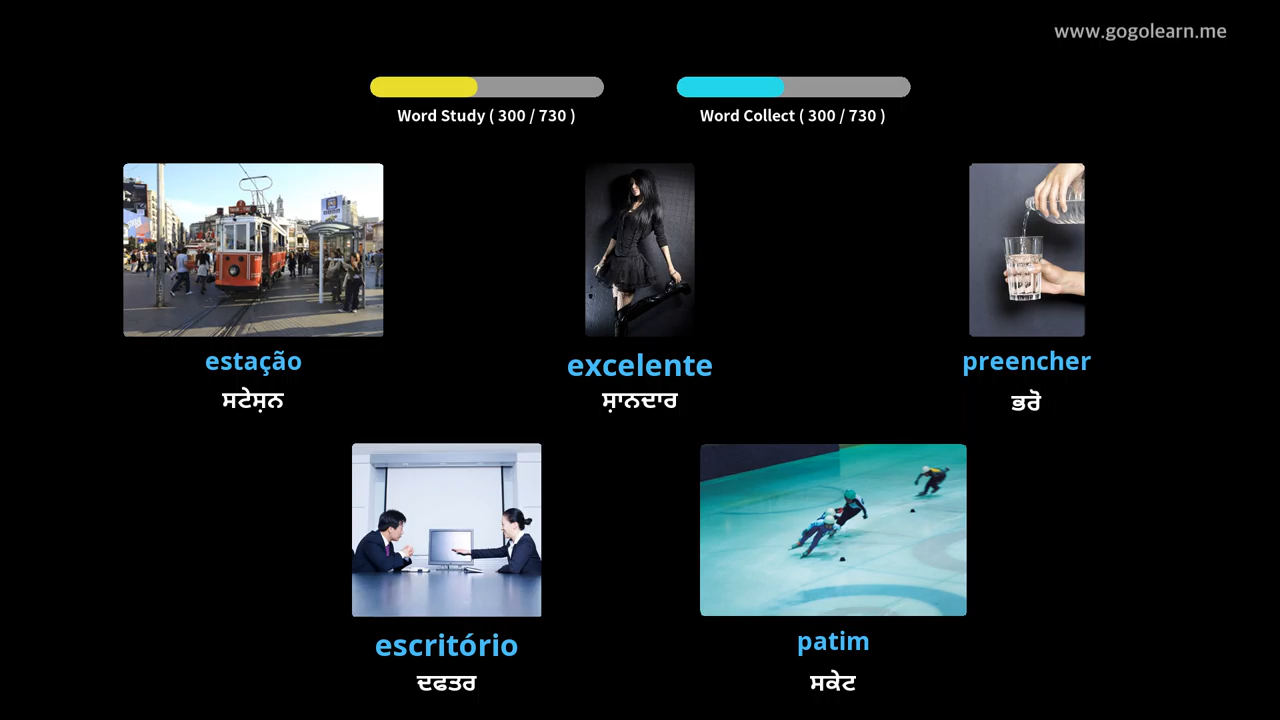 www.gogolearn.me
Word Study ( 300 / 730 )
Word Collect ( 300 / 730 )
estação
ਸਟੇਸ਼ਨ
excelente
ਸ਼ਾਨਦਾਰ
preencher
ਭਰੋ
escritório
ਦਫਤਰ
patim
ਸਕੇਟ